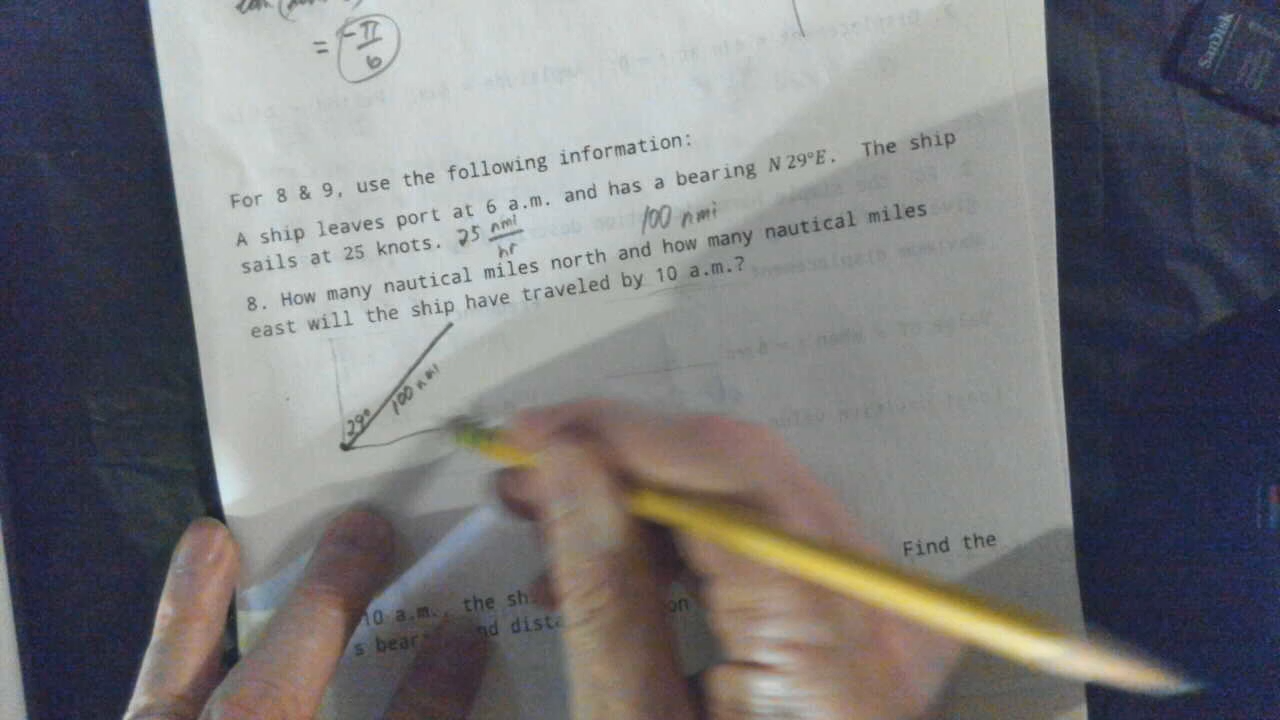 = -π/6
For 8 & 9, use the following information:
A ship leaves port at 6 a.m. and has a bearing N 29°E. The ship
sails at 25 knots. 25 nmi/hr 100 nmi
8. How many nautical miles north and how many nautical miles
east will the ship have traveled by 10 a.m.?
29° 100 nmi
Find the
10 a.m., the
SanDisk